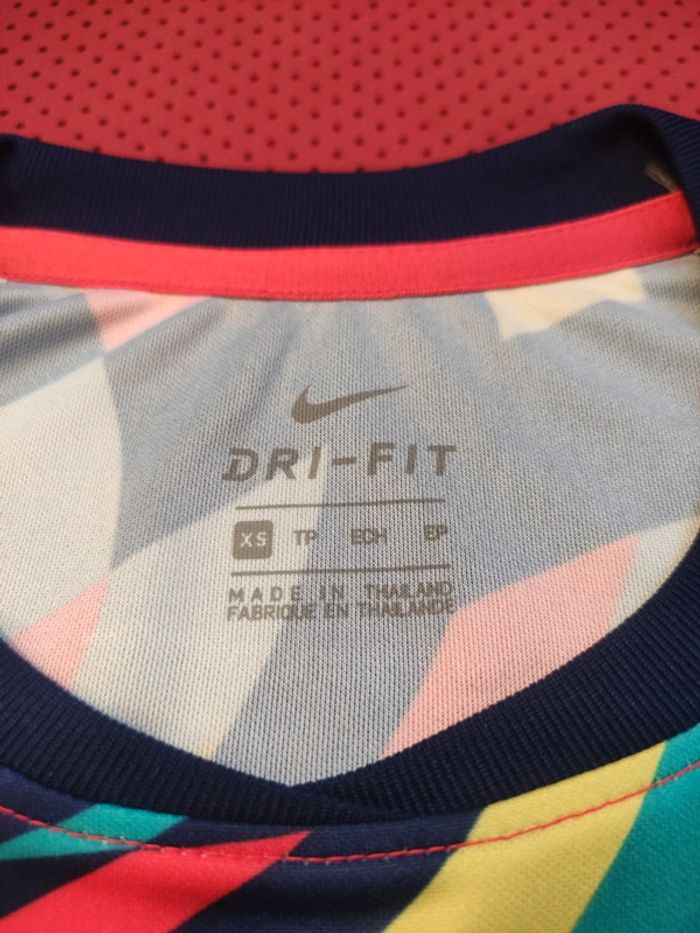 DRI-FIT
XS TP ECH EP
MADE IN THAILAND
FABRIQUE EN THAILANDE